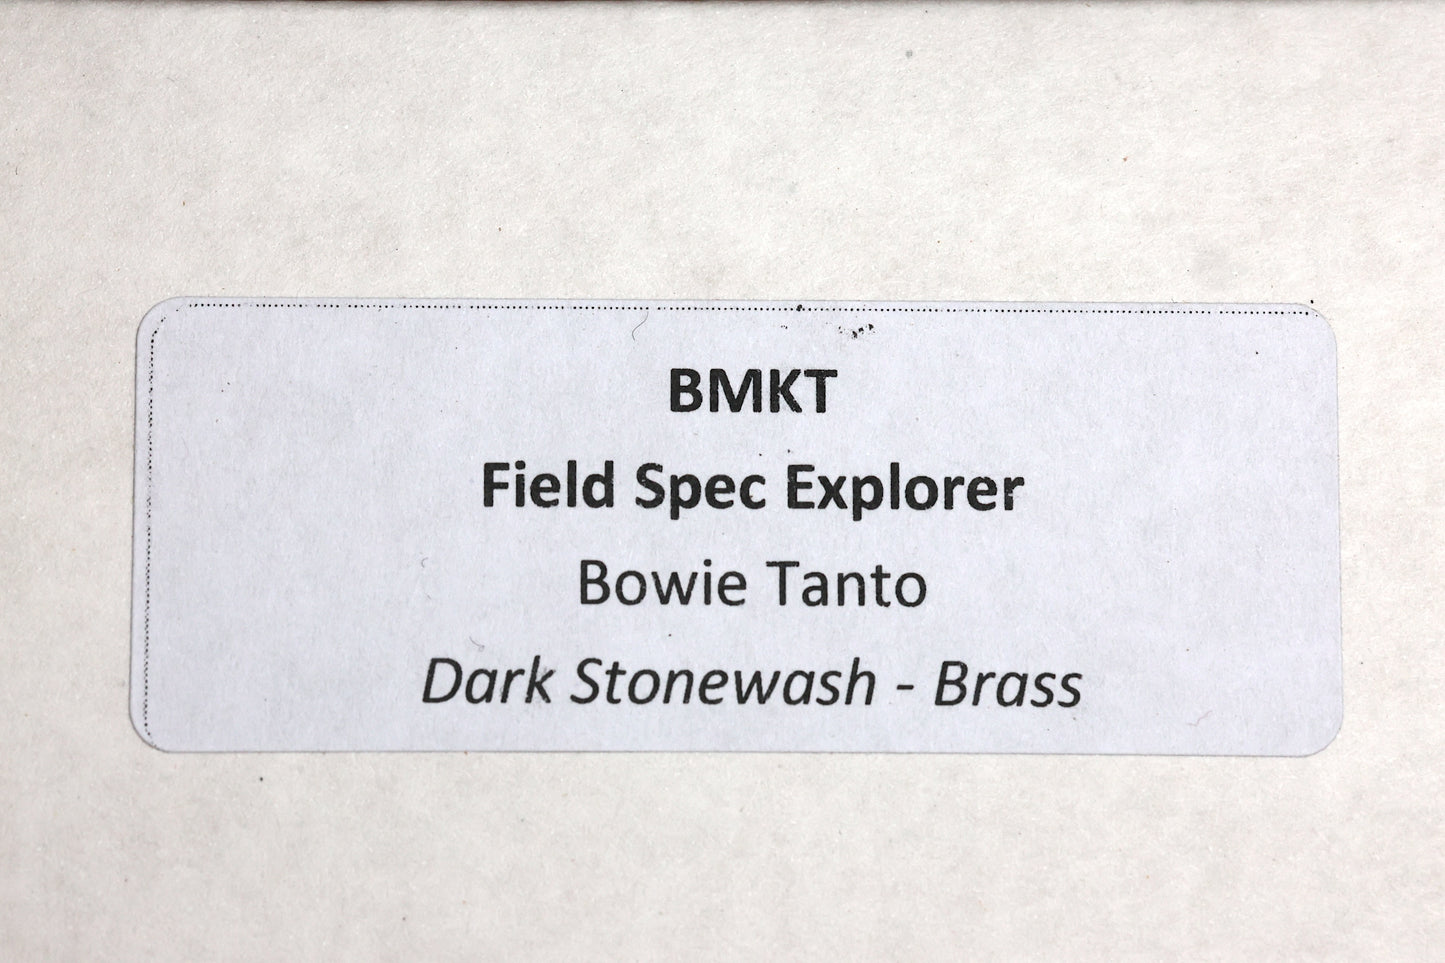 BMKT
Field Spec Explorer
Bowie Tanto
Dark Stonewash - Brass